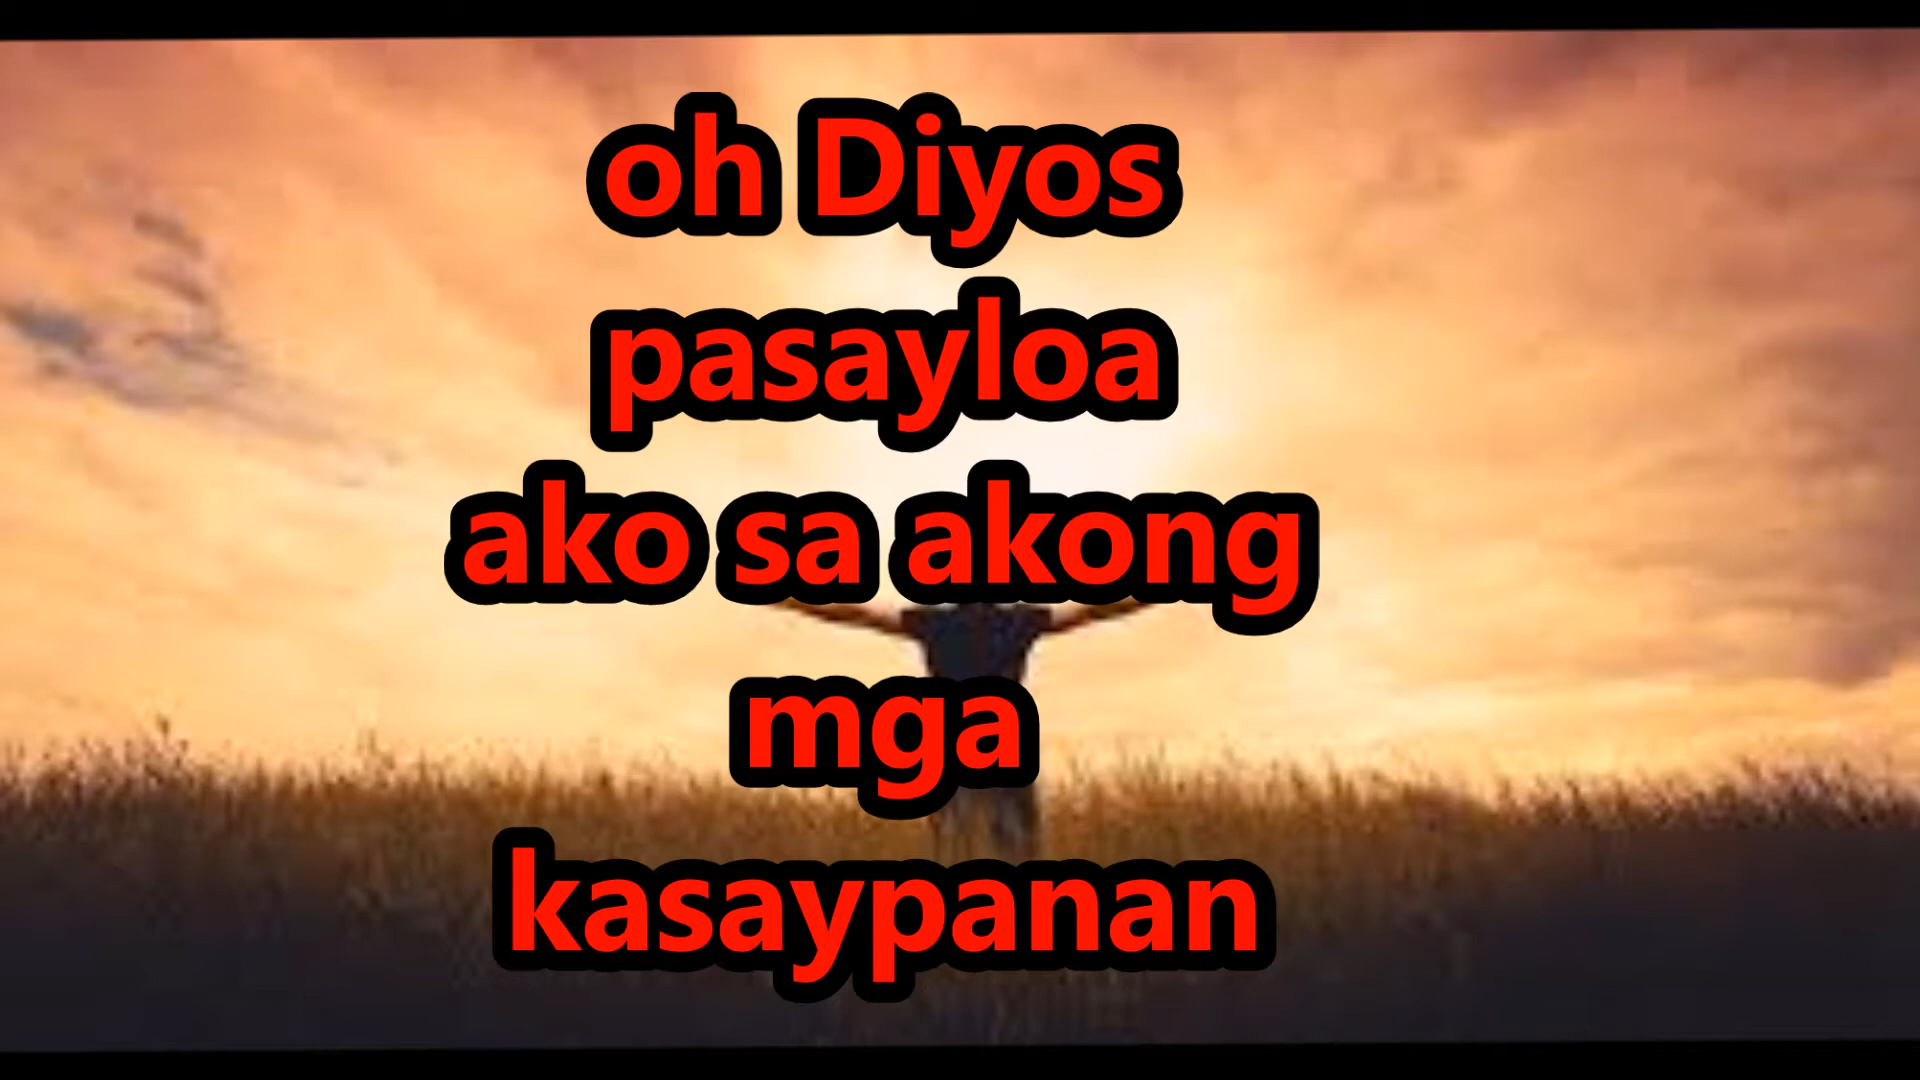 oh Diyos
pasayloa
ako sa akong
mga
kasaypanan